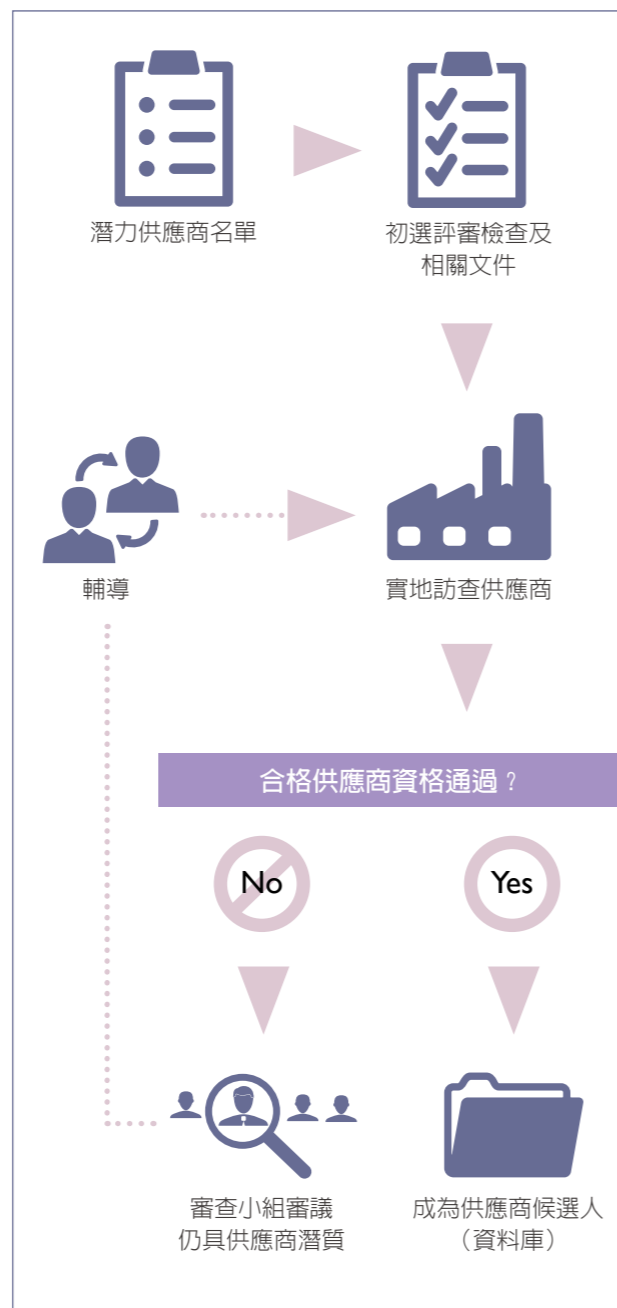 潛力供應商名單
初選評審檢查及
相關文件
輔導
實地訪查供應商
合格供應商資格通過？
No
Yes
審查小組審議
仍具供應商潛質
成為供應商候選人
（資料庫）